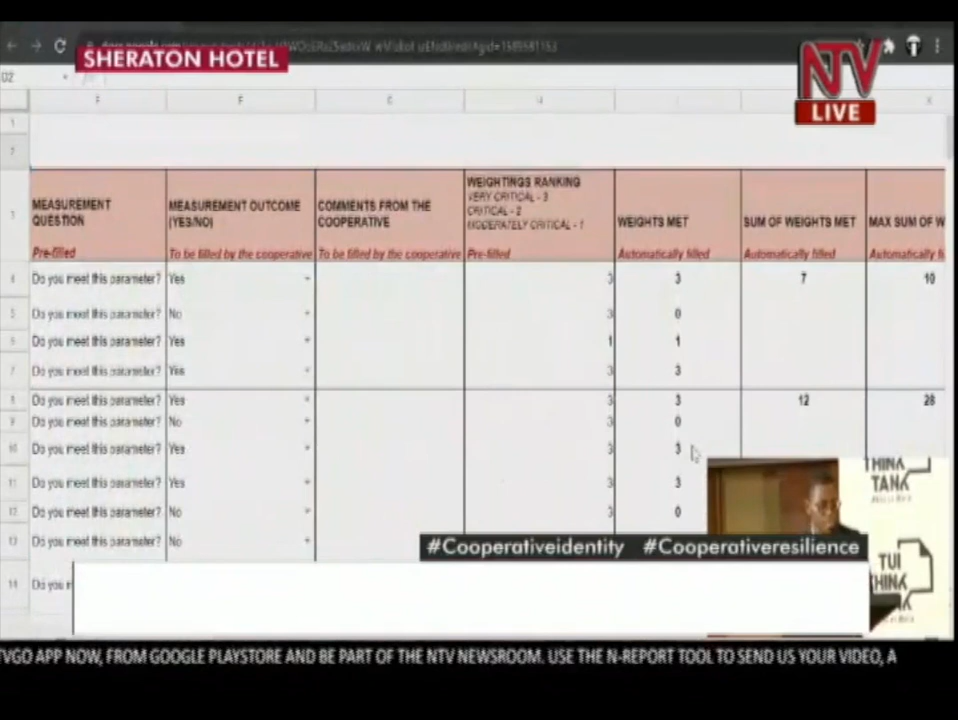 SHERATON HOTEL
NTV
LIVE
MEASUREMENT QUESTION
Pre-filled
MEASUREMENT OUTCOME (YES/NO)
To be filled by the cooperative
COMMENTS FROM THE COOPERATIVE
To be filled by the cooperative
WEIGHTINGS RANKING
VERY CRITICAL - 3
CRITICAL - 2
MODERATELY CRITICAL - 1
Pre-filled
WEIGHTS MET
Automatically filled
SUM OF WEIGHTS MET
Automatically filled
MAX SUM OF W
Automatically fi
Do you meet this parameter? Yes 3 3 7 10
Do you meet this parameter? No 3 0
Do you meet this parameter? Yes 1 1
Do you meet this parameter? Yes 3 3
Do you meet this parameter? Yes 3 3 12 28
Do you meet this parameter? No 3 0
Do you meet this parameter? Yes 3 3
Do you meet this parameter? Yes 3 3
Do you meet this parameter? No 3 0
Do you meet this parameter? No
Do you m
THINK
TANK
TUI
THINK
#Cooperativeidentity #Cooperativeresilience
TVGO APP NOW, FROM GOOGLE PLAYSTORE AND BE PART OF THE NTV NEWSROOM. USE THE N-REPORT TOOL TO SEND US YOUR VIDEO, A